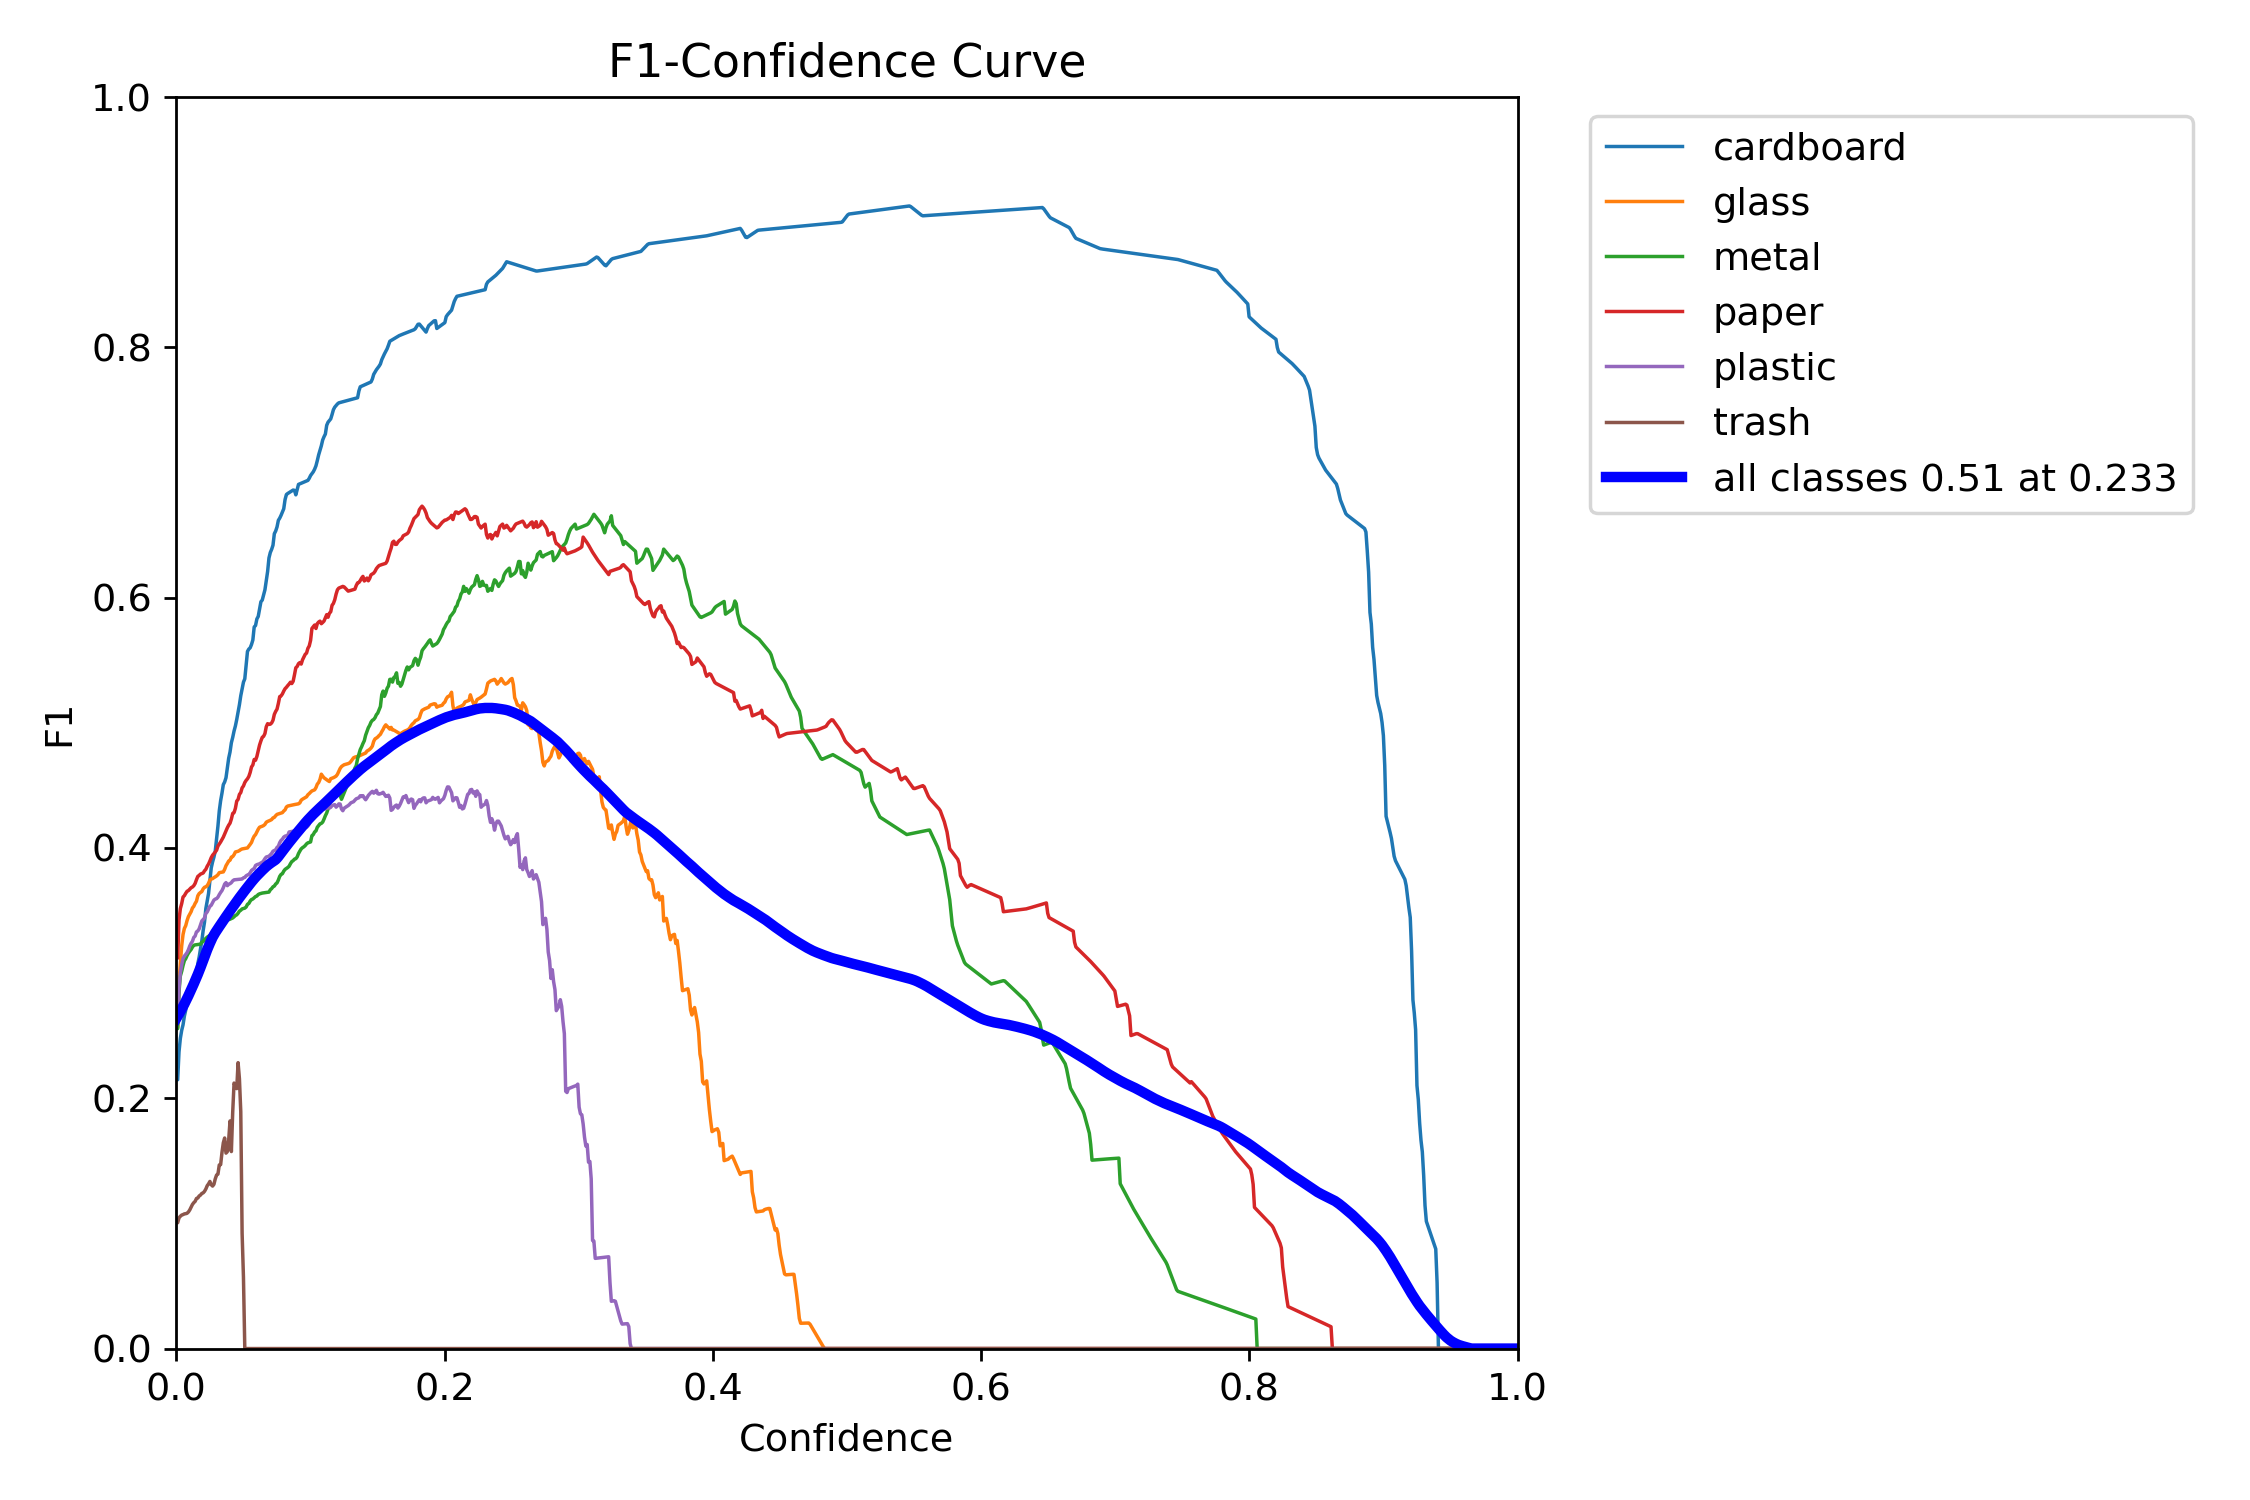 F1-Confidence Curve
1.0
0.8
0.6
0.4
0.2
0.0
F1
0.0 0.2 0.4 0.6 0.8 1.0
Confidence
cardboard
glass
metal
paper
plastic
trash
all classes 0.51 at 0.233